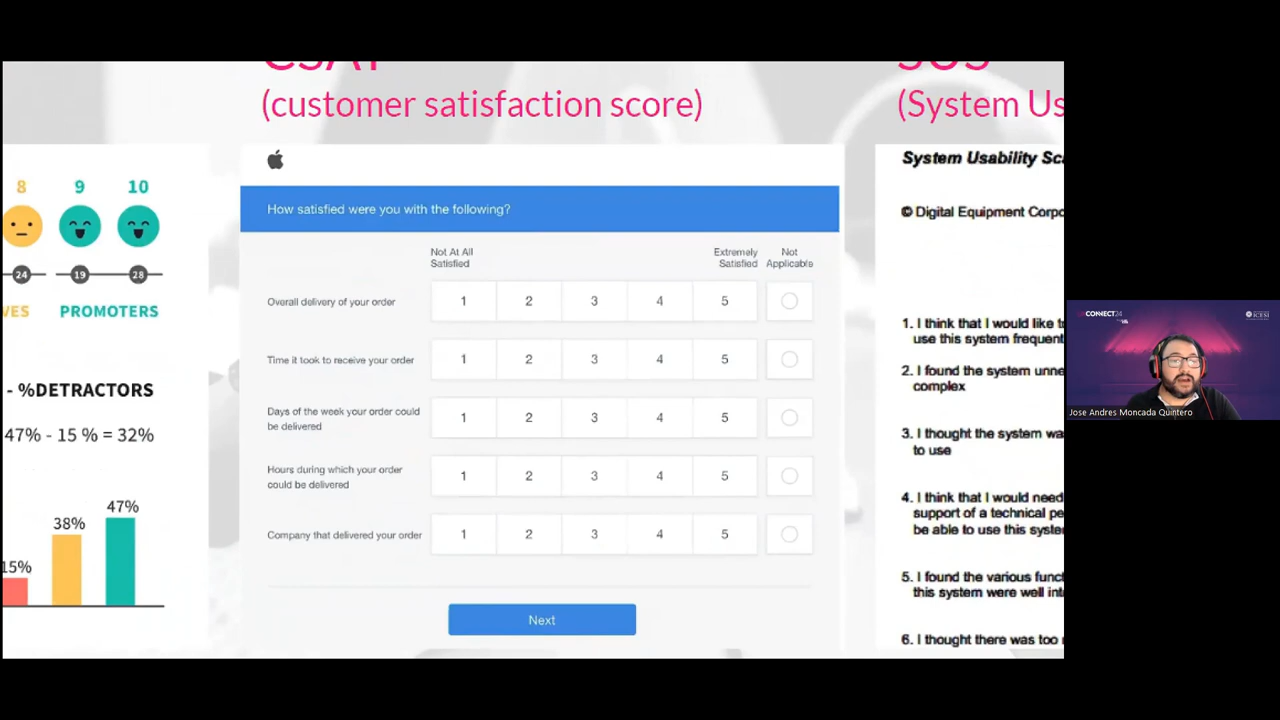 CSAT
(customer satisfaction score)
SUS
(System Us
8 9 10
24 19 28
VES PROMOTERS
- %DETRACTORS
47% - 15 % = 32%
15% 38% 47%
How satisfied were you with the following?
Not At All
Satisfied
Extremely
Satisfied
Not
Applicable
Overall delivery of your order 1 2 3 4 5
Time it took to receive your order 1 2 3 4 5
Days of the week your order could
be delivered 1 2 3 4 5
Hours during which your order
could be delivered 1 2 3 4 5
Company that delivered your order 1 2 3 4 5
Next
System Usability Sca
© Digital Equipment Corpo
1. I think that I would like t
use this system frequent
2. I found the system unne
complex
3. I thought the system wa
to use
4. I think that I would need
support of a technical pe
be able to use this syste
5. I found the various funct
this system were well int
6. I thought there was too
CONNECT24
Jose Andres Moncada Quintero